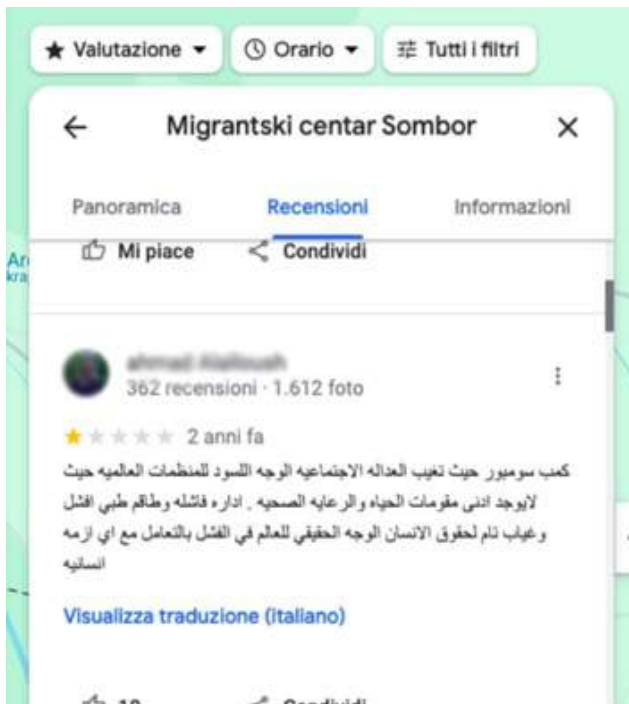 Valutazione
Orario
Tutti i filtri
Migrantski centar Sombor
Panoramica
Recensioni
Informazioni
Mi piace
Condividi
362 recensioni · 1.612 foto
2 anni fa
كمب سومبور حيث تغيب العداله الاجتماعيه الوجه اللسود للمنظمات العالميه حيث
لايوجد ادنى مقومات الحياه والرعايه الصحيه . اداره فاشله وطاقم طبي افشل
وغياب تام لحقوق الانسان الوجه الحقيقي للعالم في الفشل بالتعامل مع اي ازمه
انسانيه
Visualizza traduzione (italiano)
Condividi